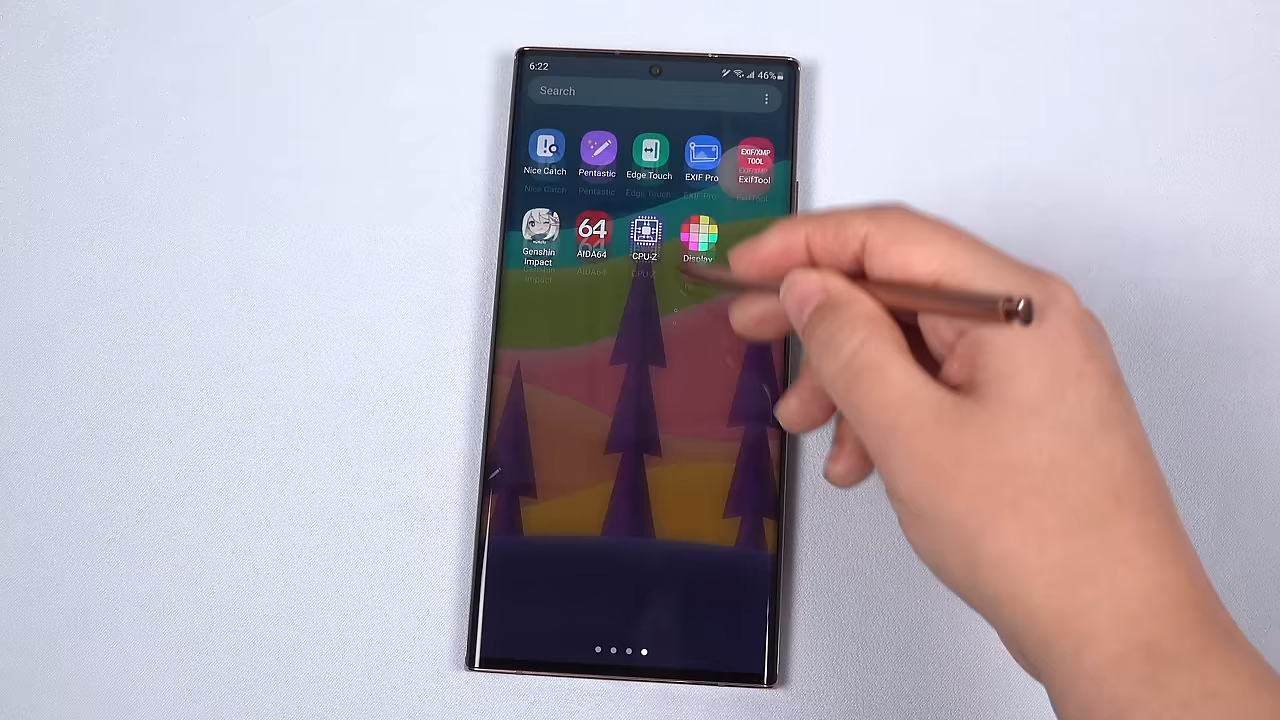 6:22
46%
Search
Nice Catch
Pentastic
Edge Touch
EXIF Pro
EXIF/XMP
TOOL
ExifTool
Genshin
Impact
64
AIDA64
CPU-Z
Display